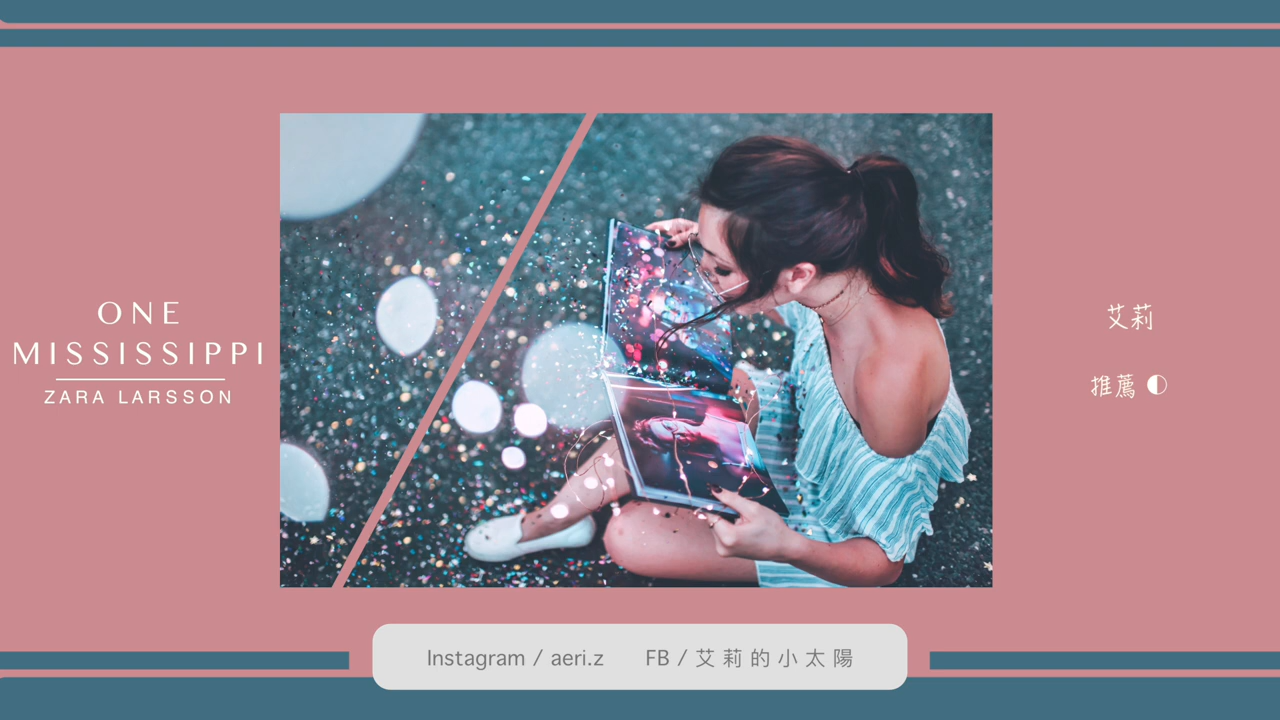 ONE
MISSISSIPPI
ZARA LARSSON
艾莉
推薦
Instagram / aeri.z FB / 艾莉的小太陽